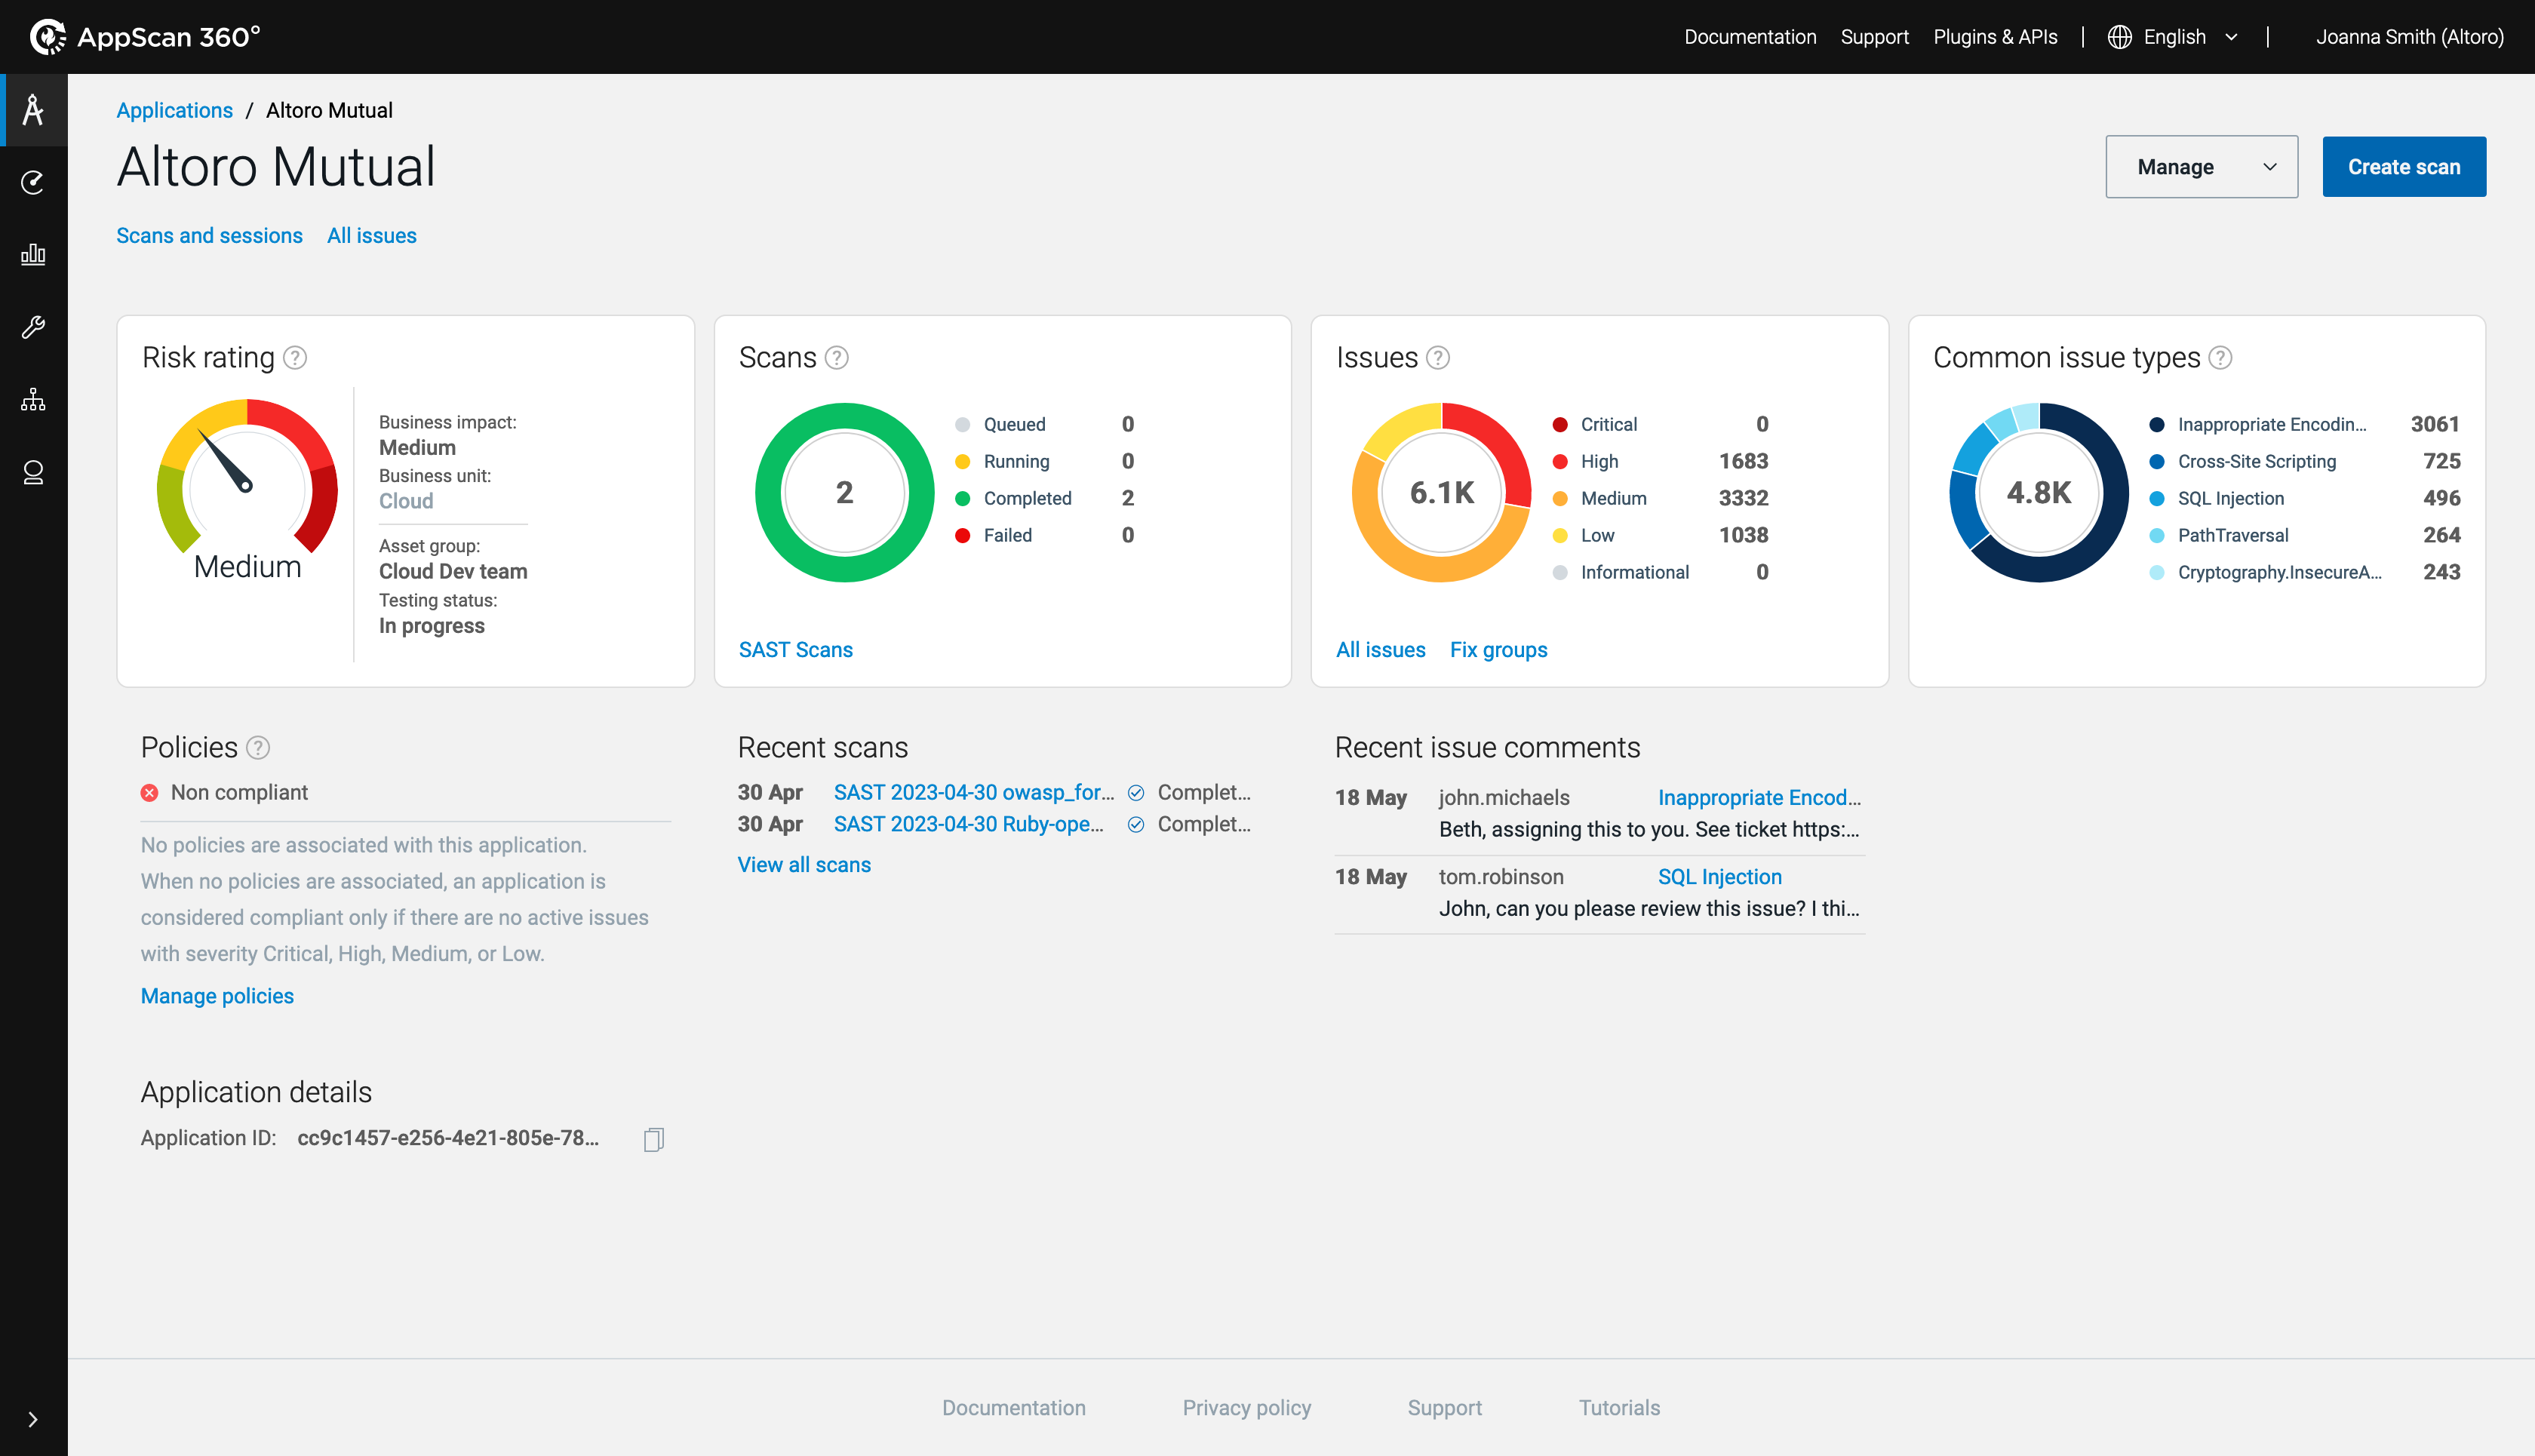 AppScan 360°
Documentation Support Plugins & APIs English Joanna Smith (Altoro)
Applications / Altoro Mutual
Altoro Mutual
Manage
Create scan
Scans and sessions All issues
Risk rating ?
Medium
Business impact:
Medium
Business unit:
Cloud
Asset group:
Cloud Dev team
Testing status:
In progress
Scans ?
2
Queued 0
Running 0
Completed 2
Failed 0
SAST Scans
Issues ?
6.1K
Critical 0
High 1683
Medium 3332
Low 1038
Informational 0
All issues Fix groups
Common issue types ?
4.8K
Inappropriate Encodin... 3061
Cross-Site Scripting 725
SQL Injection 496
PathTraversal 264
Cryptography.InsecureA... 243
Policies ?
Non compliant
No policies are associated with this application.
When no policies are associated, an application is
considered compliant only if there are no active issues
with severity Critical, High, Medium, or Low.
Manage policies
Recent scans
30 Apr SAST 2023-04-30 owasp_for... Complet...
30 Apr SAST 2023-04-30 Ruby-ope... Complet...
View all scans
Recent issue comments
18 May john.michaels Inappropriate Encod...
Beth, assigning this to you. See ticket https:...
18 May tom.robinson SQL Injection
John, can you please review this issue? I thi...
Application details
Application ID: cc9c1457-e256-4e21-805e-78...
Documentation Privacy policy Support Tutorials